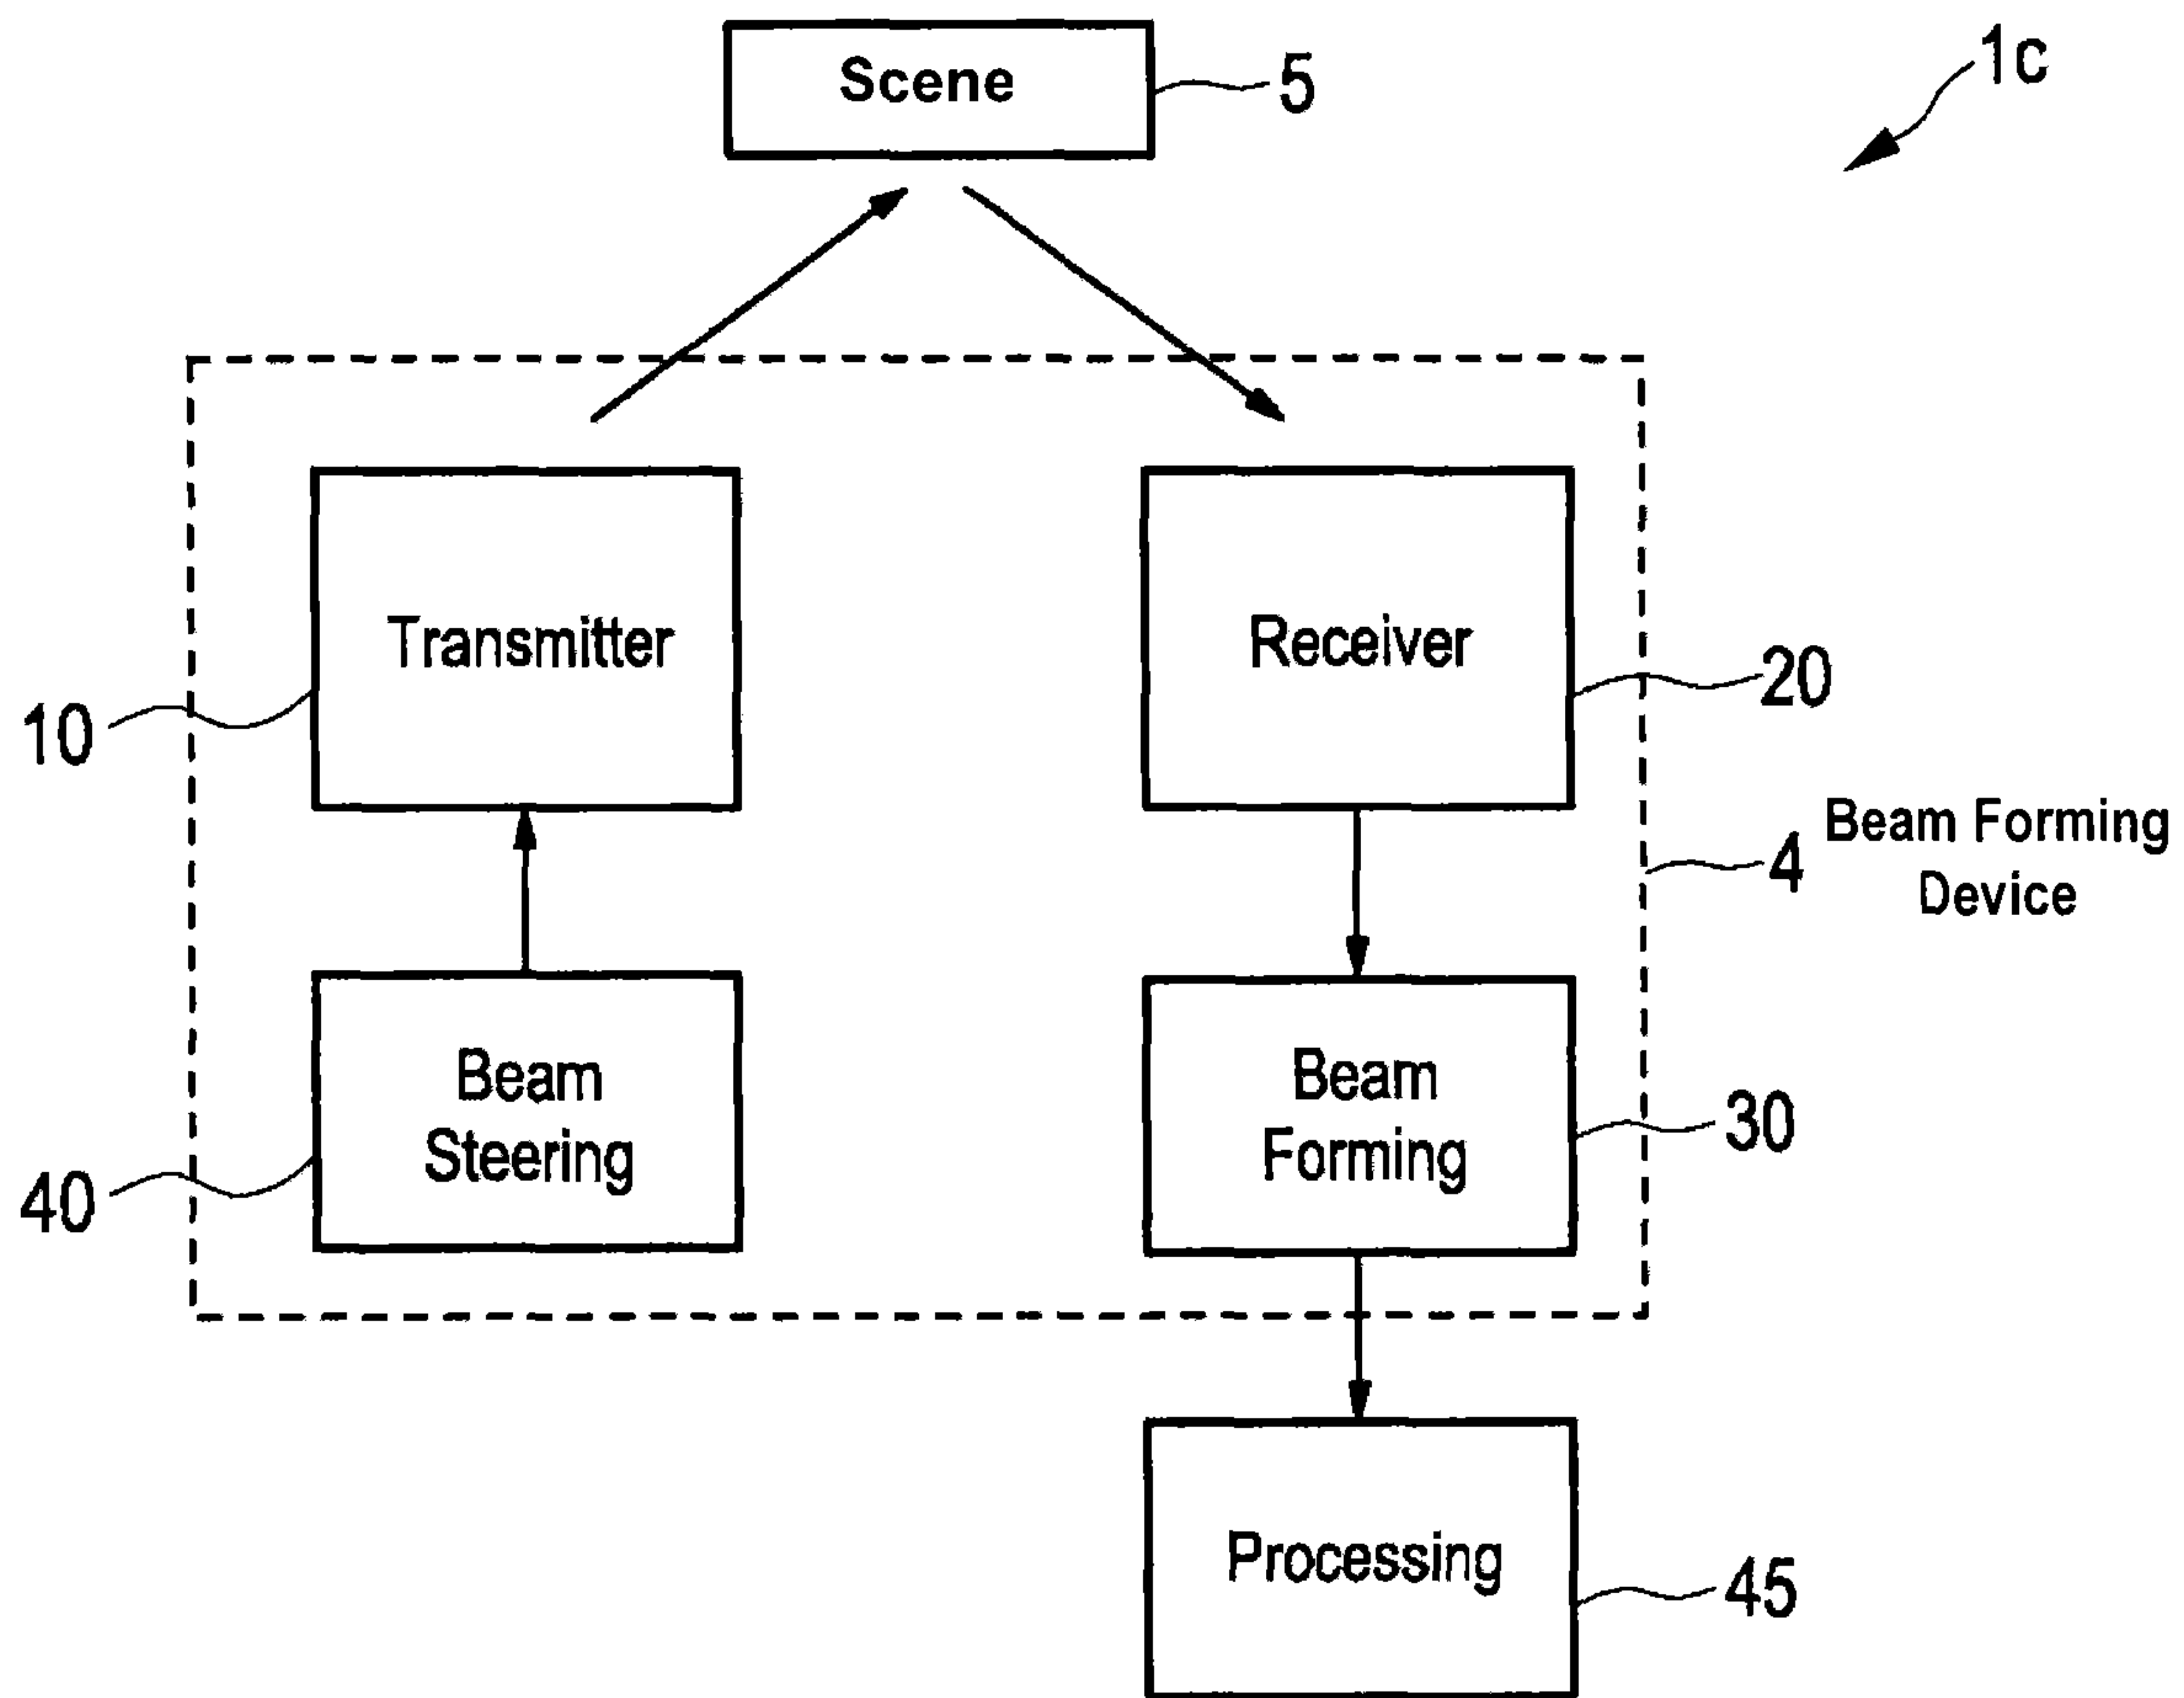 Scene
5
1c
Transmitter
Receiver
10
20
Beam Forming
Device
4
Beam
Steering
Beam
Forming
40
30
Processing
45